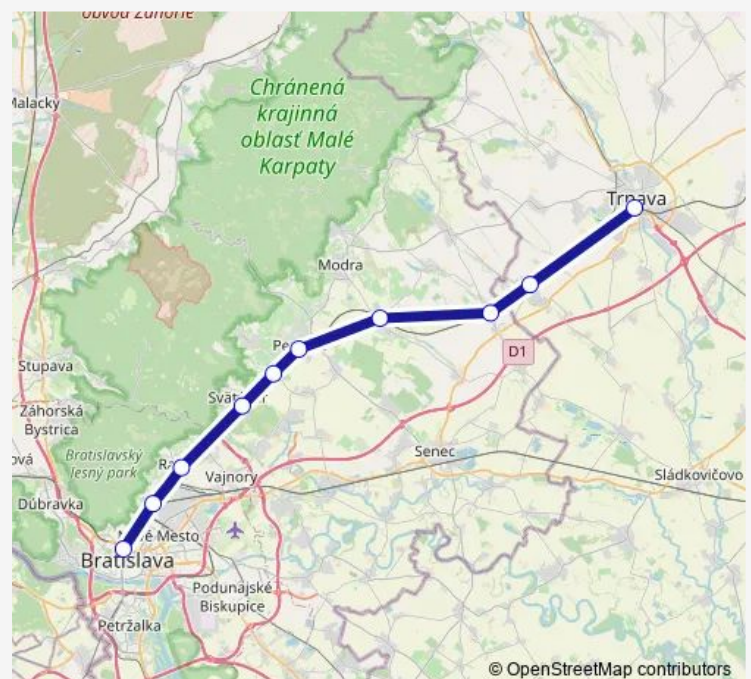 obvod Záhorie
Malacky
Chránená
krajinná
oblasť Malé
Karpaty
Trnava
Modra
D1
Stupava
Záhorská
Bystrica
Bratislavský
lesný park
Senec
Vajnory
Sládkovičovo
Dúbravka
Mesto
Bratislava
Podunajské
Biskupice
Petržalka
© OpenStreetMap contributors